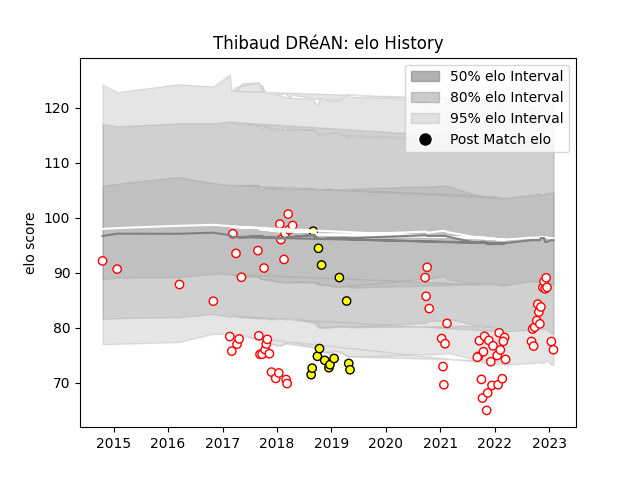 Thibaud DRéAN: elo History
50% elo Interval
80% elo Interval
95% elo Interval
Post Match elo
elo score
120
110
100
90
80
70
2015 2016 2017 2018 2019 2020 2021 2022 2023